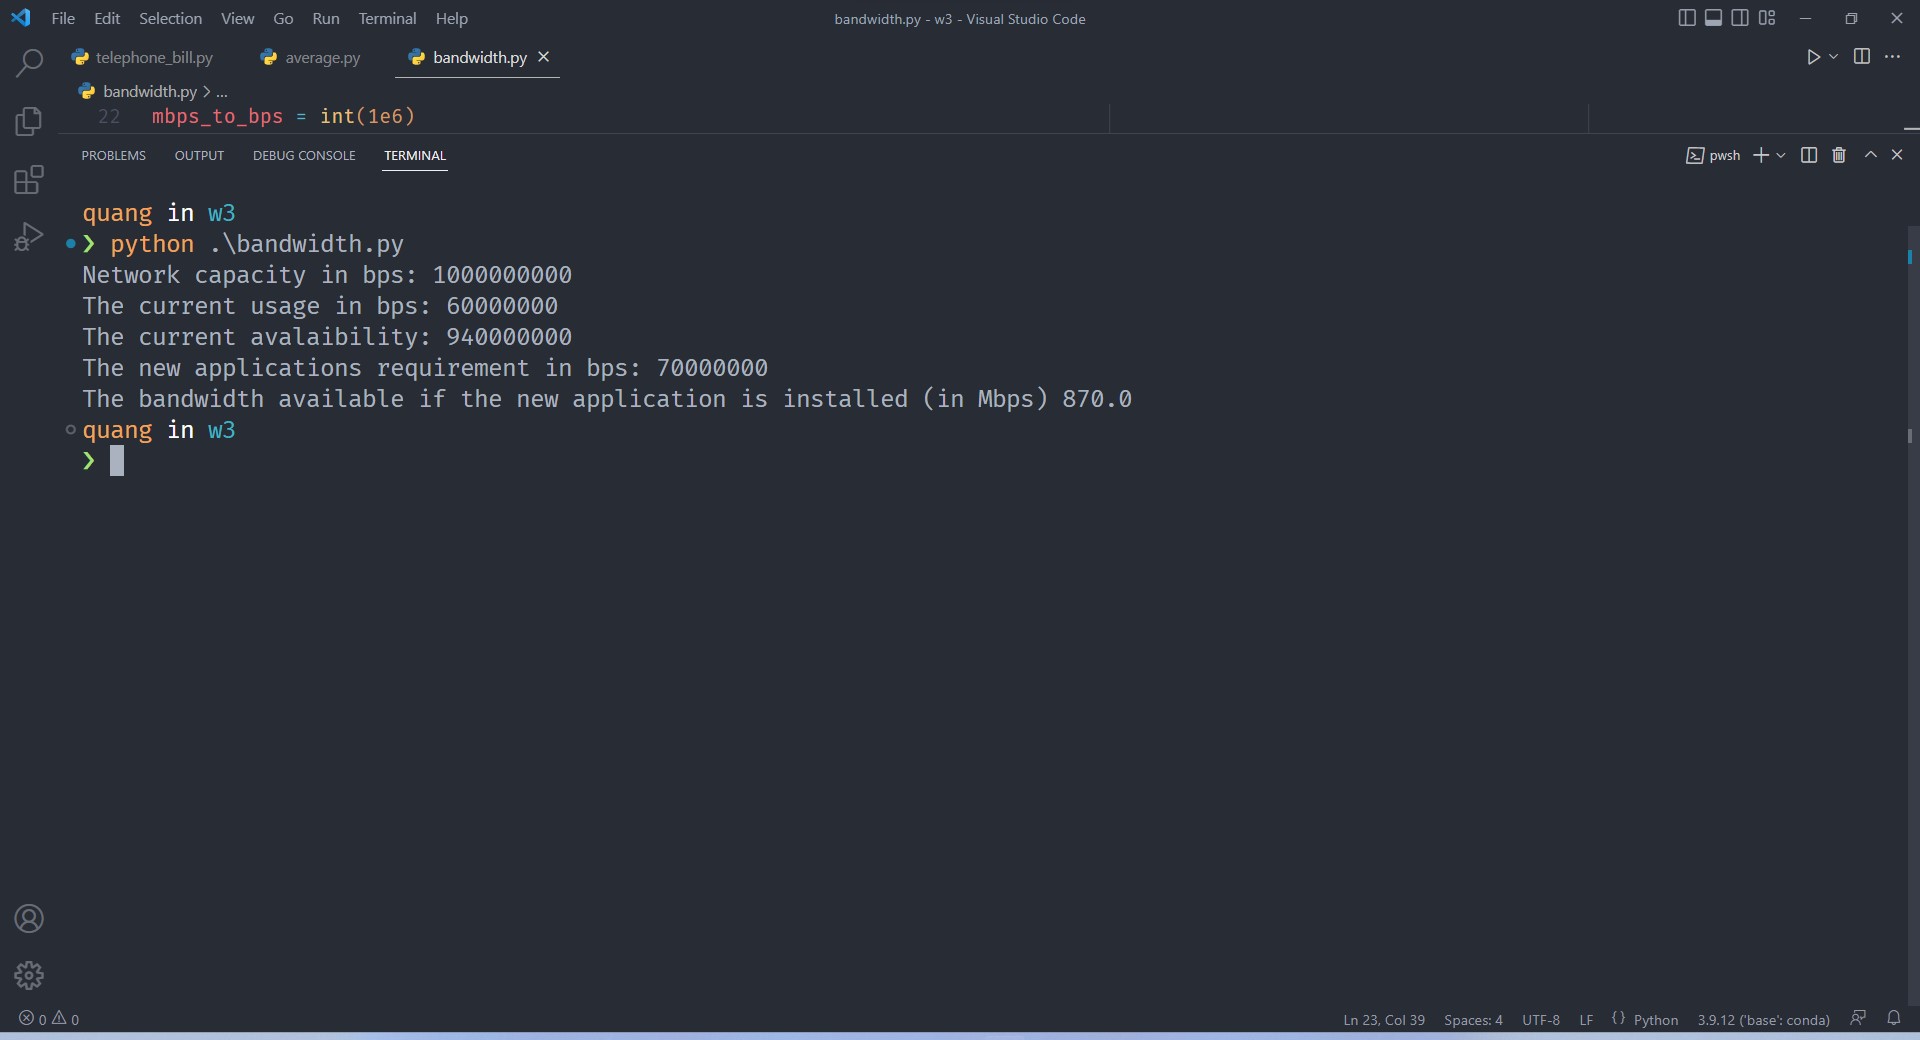 File Edit Selection View Go Run Terminal Help
bandwidth.py - w3 - Visual Studio Code
telephone_bill.py average.py bandwidth.py
bandwidth.py > ...
22 mbps_to_bps = int(1e6)
PROBLEMS OUTPUT DEBUG CONSOLE TERMINAL
pwsh
quang in w3
❯ python .\bandwidth.py
Network capacity in bps: 1000000000
The current usage in bps: 60000000
The current avalaibility: 940000000
The new applications requirement in bps: 70000000
The bandwidth available if the new application is installed (in Mbps) 870.0
quang in w3
❯
0 0
Ln 23, Col 39 Spaces: 4 UTF-8 LF {} Python 3.9.12 ('base': conda)